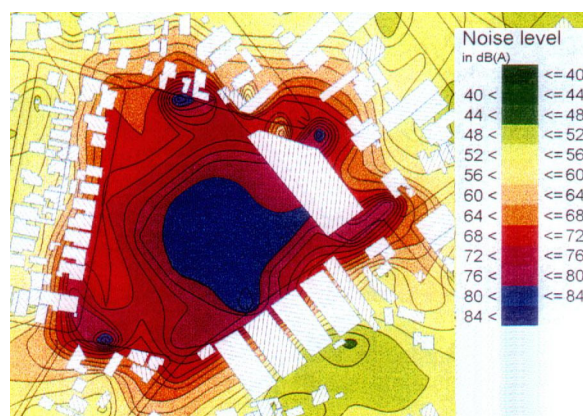 Noise level
in dB(A)
<= 40
40 < <= 44
44 < <= 48
48 < <= 52
52 < <= 56
56 < <= 60
60 < <= 64
64 < <= 68
68 < <= 72
72 < <= 76
76 < <= 80
80 < <= 84
84 <